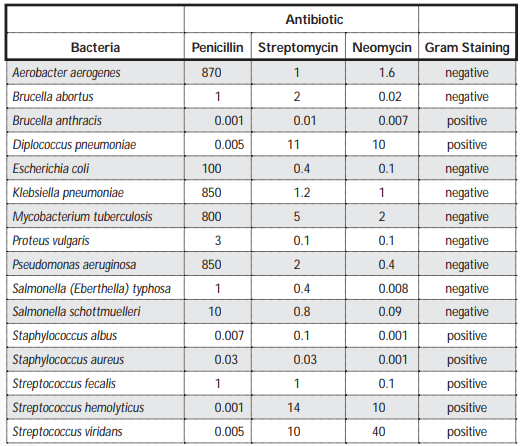 Antibiotic
Bacteria Penicillin Streptomycin Neomycin Gram Staining
Aerobacter aerogenes 870 1 1.6 negative
Brucella abortus 1 2 0.02 negative
Brucella anthracis 0.001 0.01 0.007 positive
Diplococcus pneumoniae 0.005 11 10 positive
Escherichia coli 100 0.4 0.1 negative
Klebsiella pneumoniae 850 1.2 1 negative
Mycobacterium tuberculosis 800 5 2 negative
Proteus vulgaris 3 0.1 0.1 negative
Pseudomonas aeruginosa 850 2 0.4 negative
Salmonella (Eberthella) typhosa 1 0.4 0.008 negative
Salmonella schottmuelleri 10 0.8 0.09 negative
Staphylococcus albus 0.007 0.1 0.001 positive
Staphylococcus aureus 0.03 0.03 0.001 positive
Streptococcus fecalis 1 1 0.1 positive
Streptococcus hemolyticus 0.001 14 10 positive
Streptococcus viridans 0.005 10 40 positive